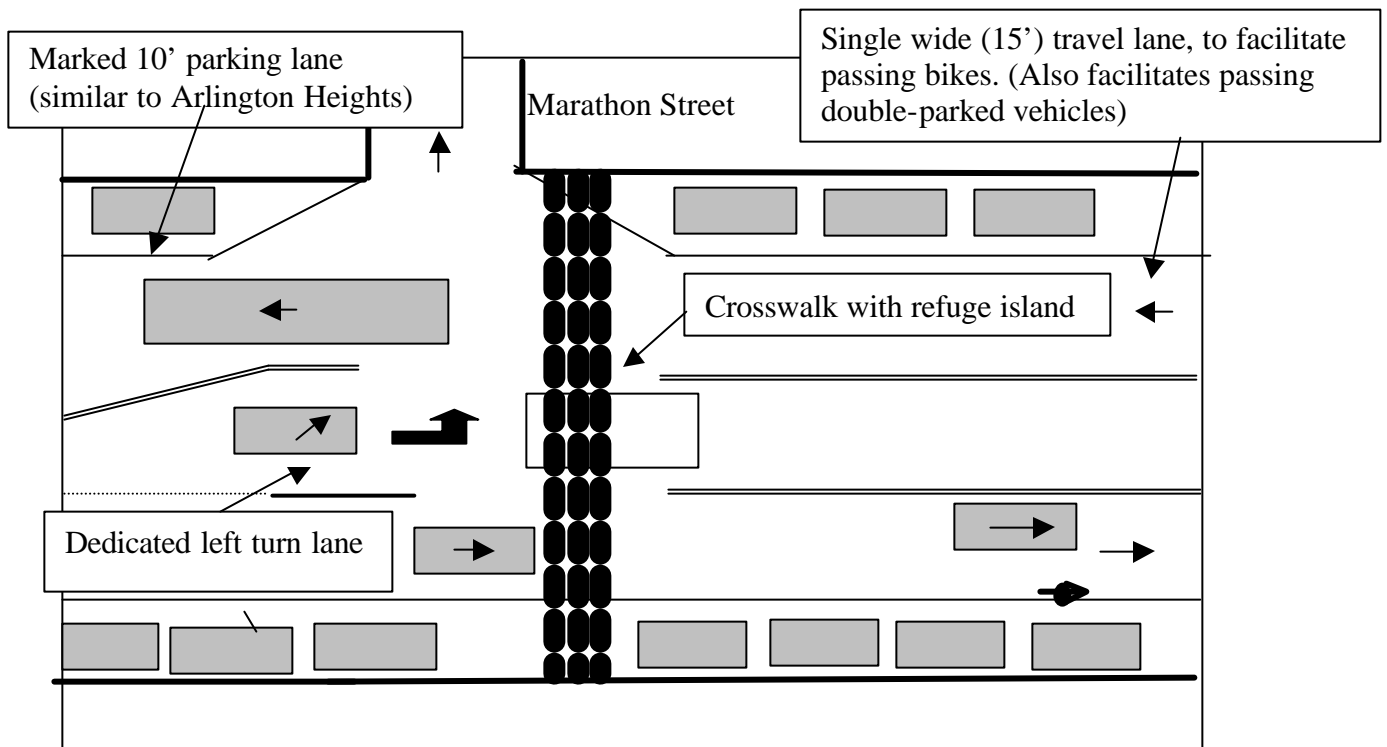 Marked 10’ parking lane
(similar to Arlington Heights)
Single wide (15’) travel lane, to facilitate
passing bikes. (Also facilitates passing
double-parked vehicles)
Marathon Street
Crosswalk with refuge island
Dedicated left turn lane